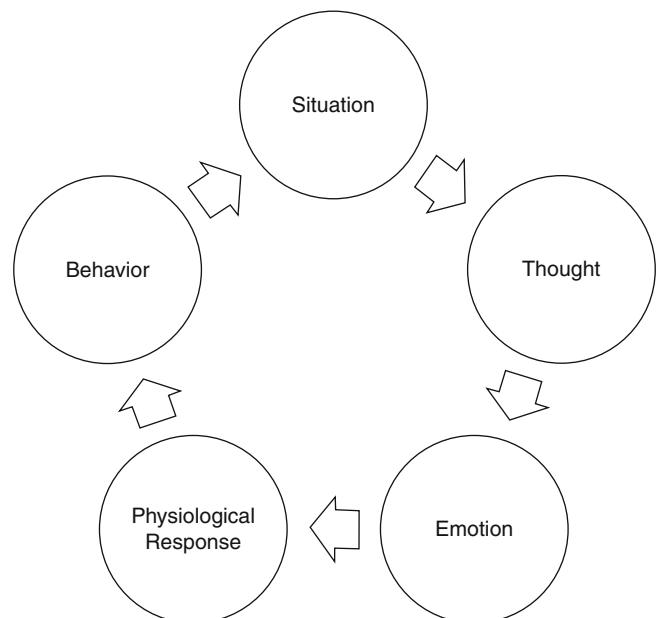 Situation
Thought
Emotion
Physiological
Response
Behavior